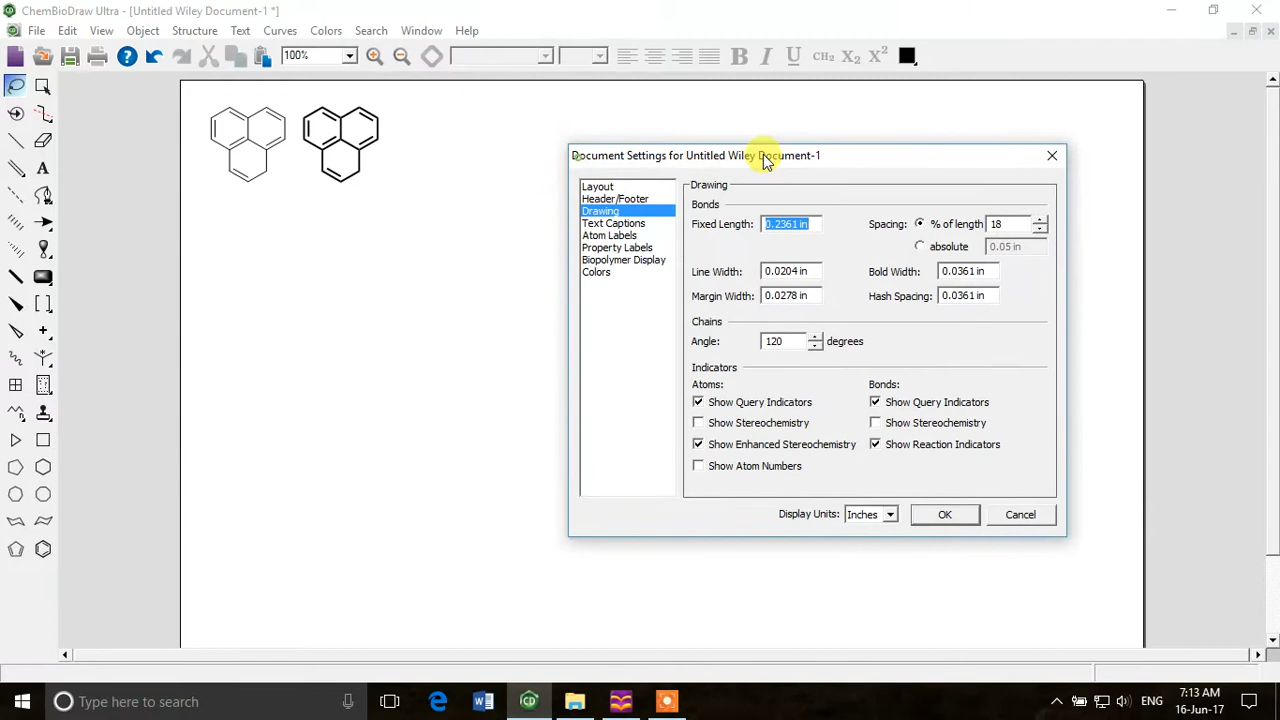 ChemBioDraw Ultra - [Untitled Wiley Document-1 *]
File Edit View Object Structure Text Curves Colors Search Window Help
100% B I U CH2 X2 X2
A
Document Settings for Untitled Wiley Document-1
Layout
Header/Footer
Drawing
Text Captions
Atom Labels
Property Labels
Biopolymer Display
Colors
Drawing
Bonds
Fixed Length: 0.2361 in Spacing: % of length 18
absolute 0.05 in
Line Width: 0.0204 in Bold Width: 0.0361 in
Margin Width: 0.0278 in Hash Spacing: 0.0361 in
Chains
Angle: 120 degrees
Indicators
Atoms: Bonds:
Show Query Indicators Show Query Indicators
Show Stereochemistry Show Stereochemistry
Show Enhanced Stereochemistry Show Reaction Indicators
Show Atom Numbers
Display Units: Inches OK Cancel
Type here to search
ENG 7:13 AM
16-Jun-17